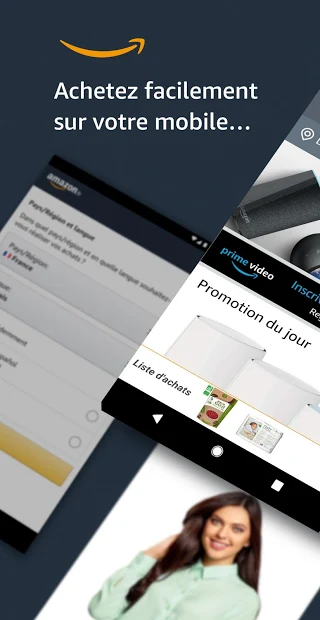 Achetez facilement
sur votre mobile...
amazon
Pays/Région et langue
Dans quel pays/région et en quelle langue souhaitez-
vous réaliser vos achats ?
Pays/Région:
France
español
prime video
Inscri
Promotion du jour
Liste d'achats